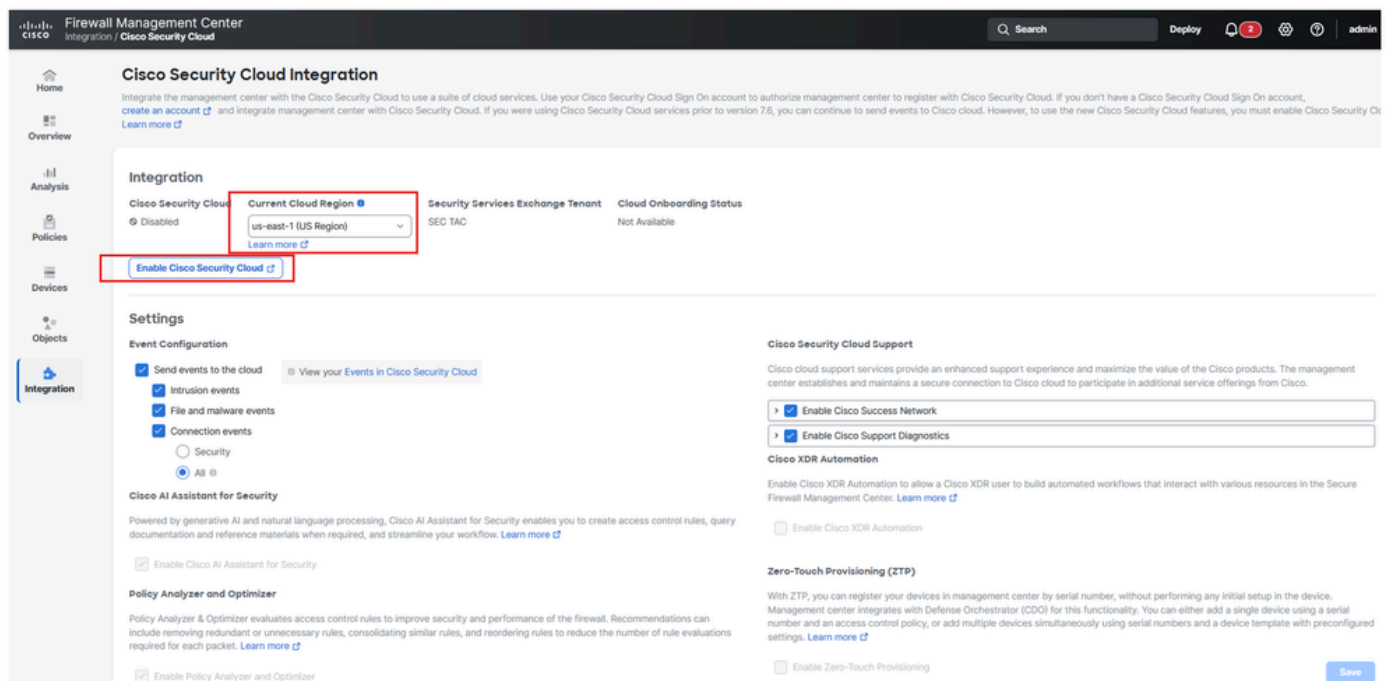 cisco
Firewall Management Center
Integration / Cisco Security Cloud
Search
Deploy
2
admin
Home
Overview
Analysis
Policies
Devices
Objects
Integration
Cisco Security Cloud Integration
Integrate the management center with the Cisco Security Cloud to use a suite of cloud services. Use your Cisco Security Cloud Sign On account to authorize management center to register with Cisco Security Cloud. If you don't have a Cisco Security Cloud Sign On account,
create an account and integrate management center with Cisco Security Cloud. If you were using Cisco Security Cloud services prior to version 7.6, you can continue to send events to Cisco cloud. However, to use the new Cisco Security Cloud features, you must enable Cisco Security Clo
Learn more
Integration
Cisco Security Cloud
Disabled
Current Cloud Region
us-east-1 (US Region)
Learn more
Security Services Exchange Tenant
SEC TAC
Cloud Onboarding Status
Not Available
Enable Cisco Security Cloud
Settings
Event Configuration
Send events to the cloud
View your Events in Cisco Security Cloud
Intrusion events
File and malware events
Connection events
Security
All
Cisco AI Assistant for Security
Powered by generative AI and natural language processing, Cisco AI Assistant for Security enables you to create access control rules, query
documentation and reference materials when required, and streamline your workflow. Learn more
Enable Cisco AI Assistant for Security
Policy Analyzer and Optimizer
Policy Analyzer & Optimizer evaluates access control rules to improve security and performance of the firewall. Recommendations can
include removing redundant or unnecessary rules, consolidating similar rules, and reordering rules to reduce the number of rule evaluations
required for each packet. Learn more
Enable Policy Analyzer and Optimizer
Cisco Security Cloud Support
Cisco cloud support services provide an enhanced support experience and maximize the value of the Cisco products. The management
center establishes and maintains a secure connection to Cisco cloud to participate in additional service offerings from Cisco.
Enable Cisco Success Network
Enable Cisco Support Diagnostics
Cisco XDR Automation
Enable Cisco XDR Automation to allow a Cisco XDR user to build automated workflows that interact with various resources in the Secure
Firewall Management Center. Learn more
Enable Cisco XDR Automation
Zero-Touch Provisioning (ZTP)
With ZTP, you can register your devices in management center by serial number, without performing any initial setup in the device.
Management center integrates with Defense Orchestrator (CDO) for this functionality. You can either add a single device using a serial
number and an access control policy, or add multiple devices simultaneously using serial numbers and a device template with preconfigured
settings. Learn more
Enable Zero-Touch Provisioning
Save